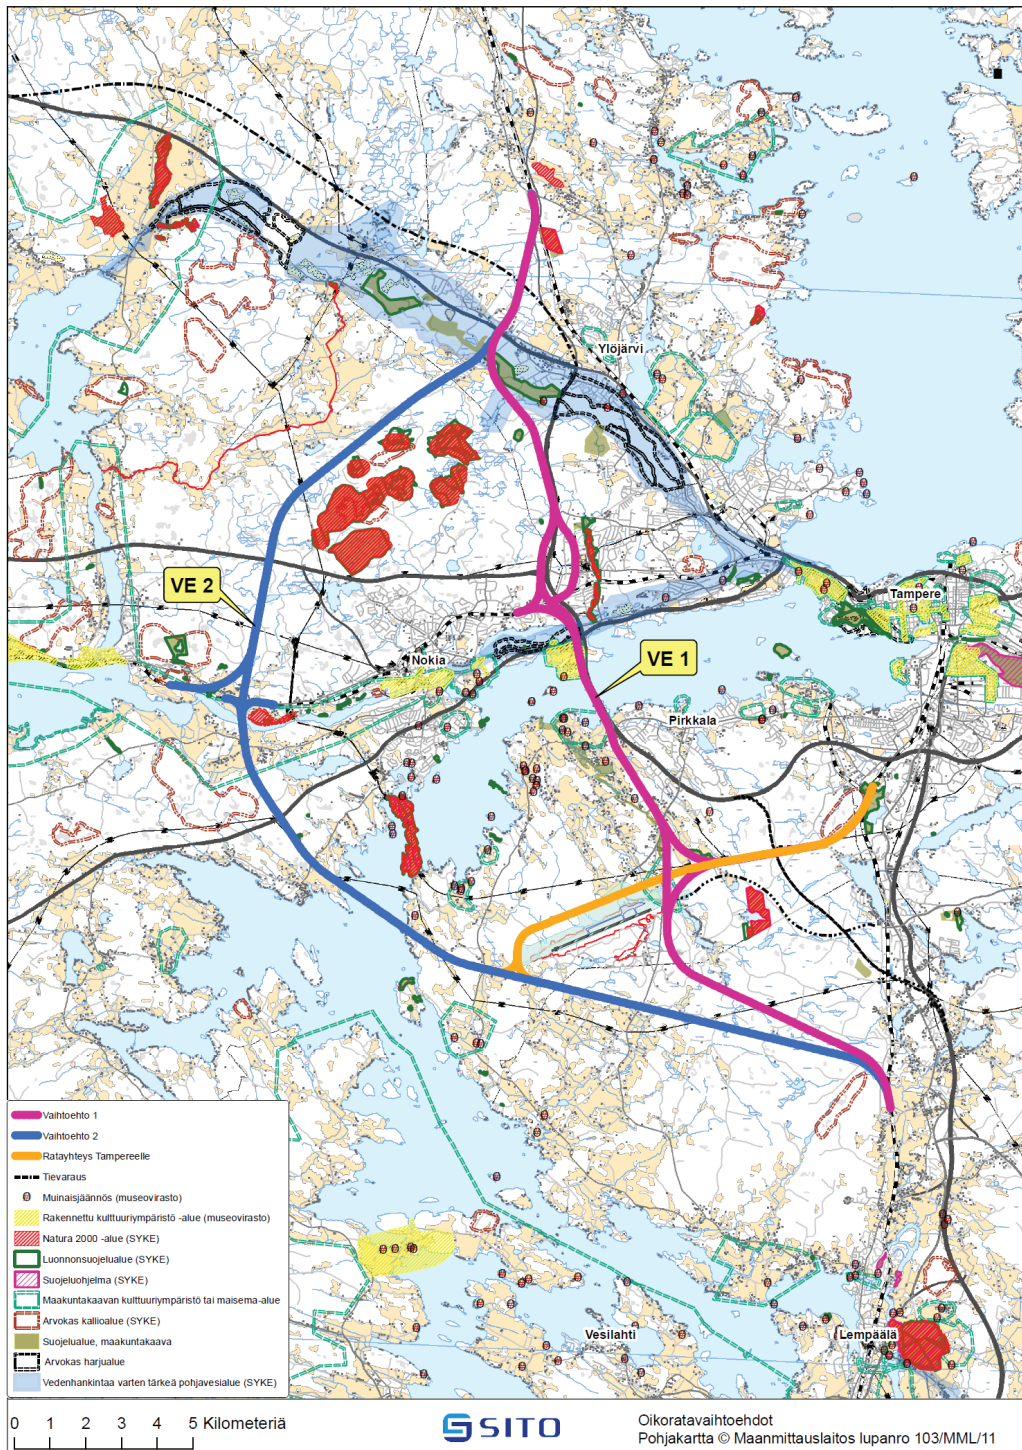 Ylöjärvi
VE 2
Tampere
Nokia
VE 1
Pirkkala
Vaihtoehto 1
Vaihtoehto 2
Ratayhteys Tampereelle
Tievaraus
Muinaisjäännös (museovirasto)
Rakennettu kulttuuriympäristö -alue (museovirasto)
Natura 2000 -alue (SYKE)
Luonnonsuojelualue (SYKE)
Suojeluohjelma (SYKE)
Maakuntakaavan kulttuuriympäristö tai maisema-alue
Arvokas kallioalue (SYKE)
Suojelualue, maakuntakaava
Arvokas harjualue
Vedenhankintaa varten tärkeä pohjavesialue (SYKE)
Vesilahti
Lempäälä
0 1 2 3 4 5 Kilometriä
SITO
Oikoratavaihtoehdot
Pohjakartta © Maanmittauslaitos lupanro 103/MML/11